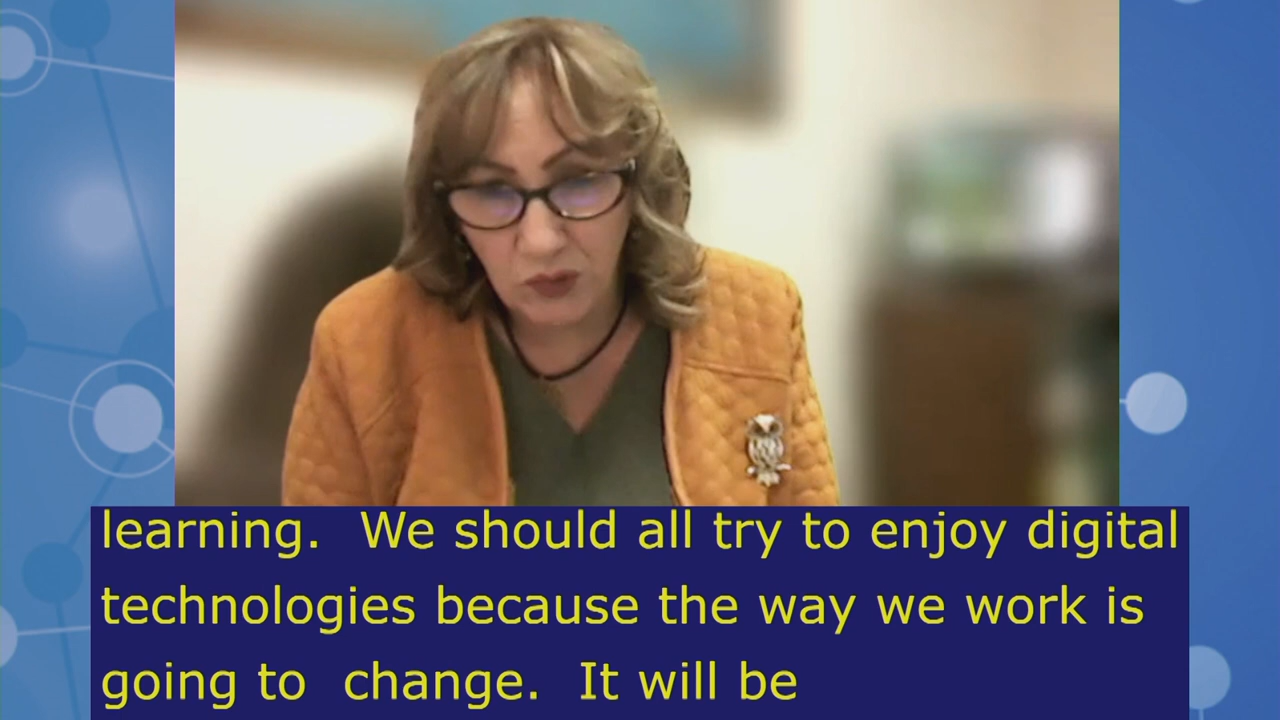 learning.  We should all try to enjoy digital
technologies because the way we work is
going to  change.  It will be